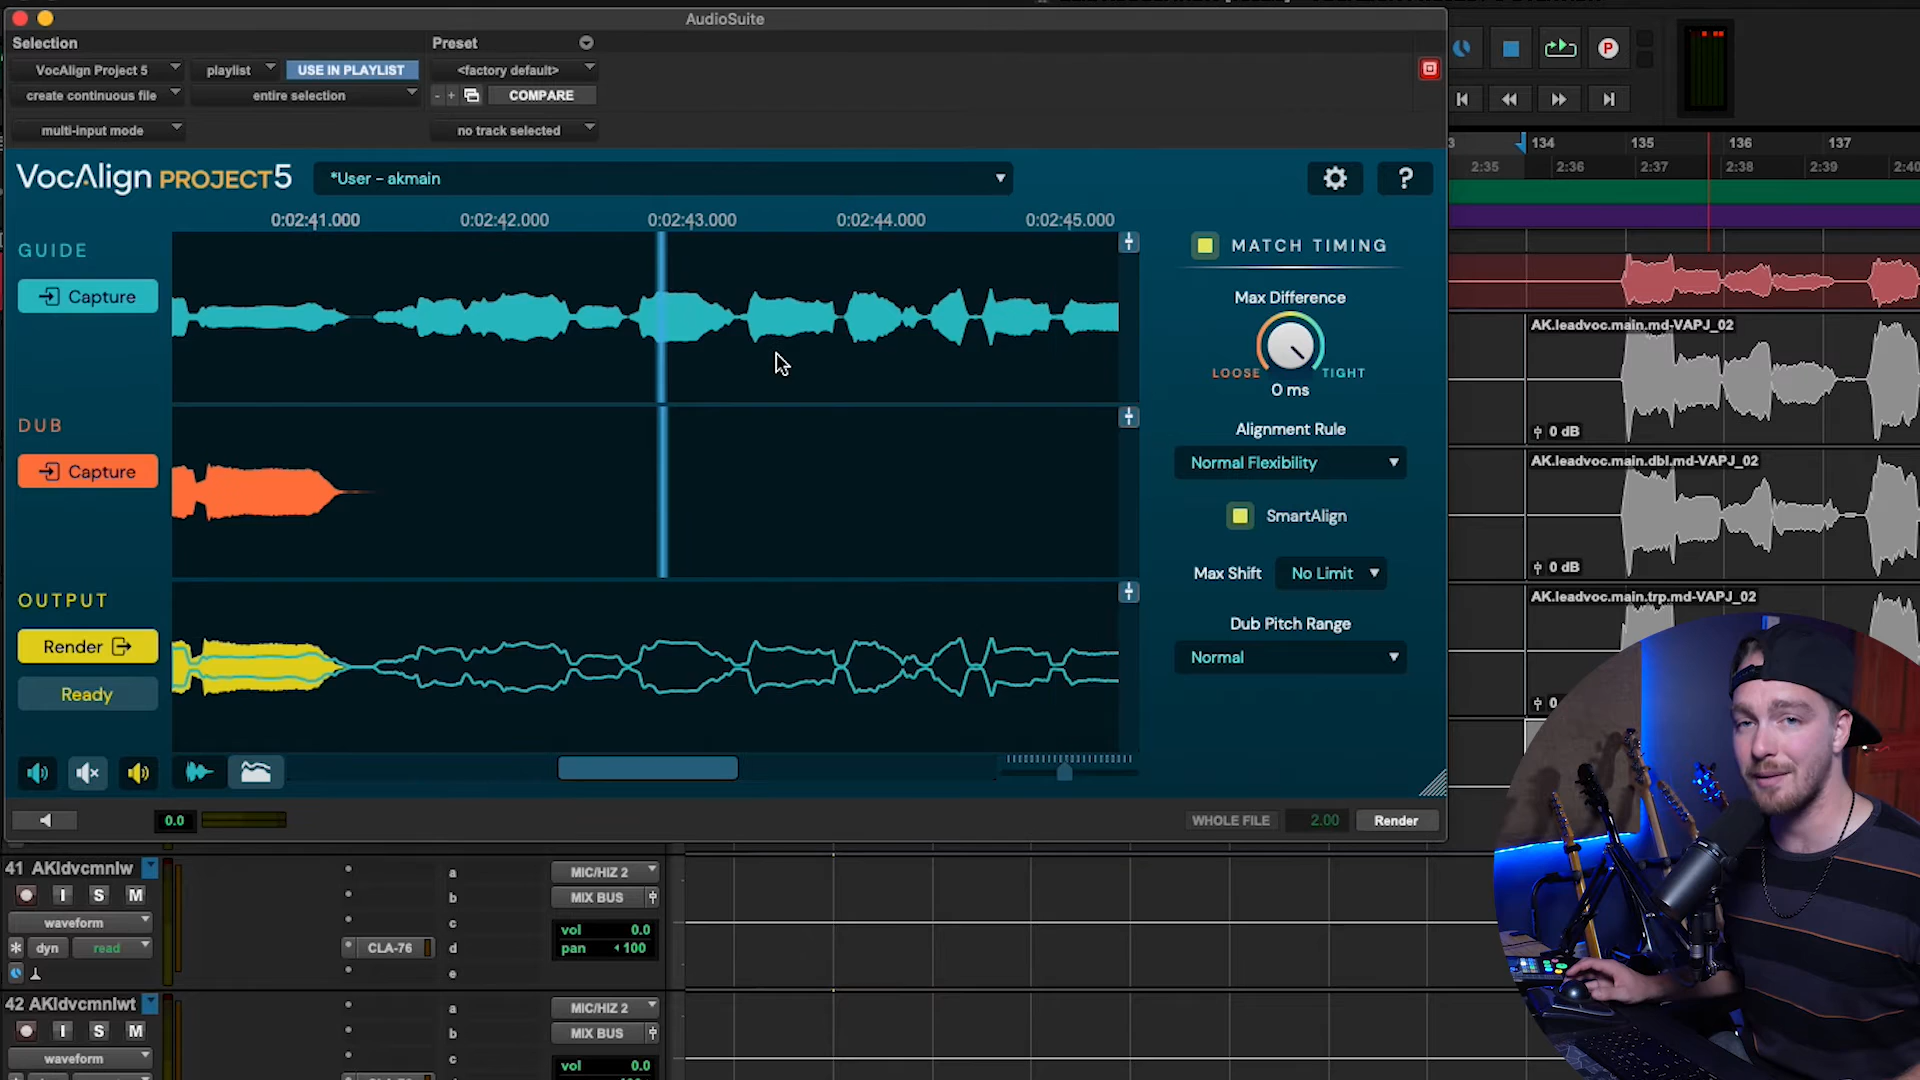 AudioSuite
Selection
Preset
VocAlign Project 5
playlist
USE IN PLAYLIST
<factory default>
create continuous file
entire selection
- +
COMPARE
multi-input mode
no track selected
VocAlign PROJECT5
*User – akmain
?
0:02:41.000
0:02:42.000
0:02:43.000
0:02:44.000
0:02:45.000
GUIDE
Capture
DUB
Capture
OUTPUT
Render
Ready
MATCH TIMING
Max Difference
LOOSE
TIGHT
0 ms
Alignment Rule
Normal Flexibility
SmartAlign
Max Shift
No Limit
Dub Pitch Range
Normal
0.0
WHOLE FILE
2.00
Render
P
3
134
135
136
137
2:35
2:36
2:37
2:38
2:39
2:40
AK.leadvoc.main.md-VAPJ_02
0 dB
AK.leadvoc.main.dbl.md-VAPJ_02
0 dB
AK.leadvoc.main.trp.md-VAPJ_02
41 AKldvcmnlw
I S M
waveform
dyn
read
CLA-76
a
b
c
d
e
MIC/HIZ 2
MIX BUS
vol 0.0
pan 100
42 AKldvcmnlwt
I S M
waveform
a
b
c
MIC/HIZ 2
MIX BUS
vol 0.0